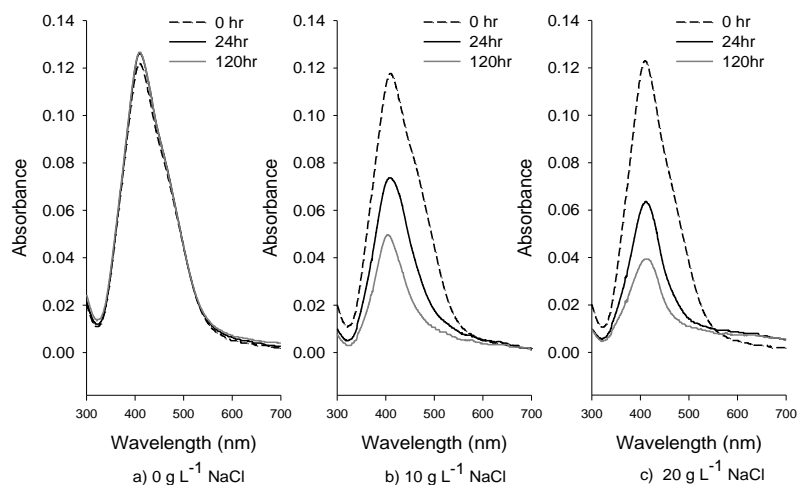 0.14
0.12
0.10
0.08
0.06
0.04
0.02
0.00
Absorbance
0 hr
24hr
120hr
300 400 500 600 700
Wavelength (nm)
a) 0 g L-1 NaCl
0.14
0.12
0.10
0.08
0.06
0.04
0.02
0.00
Absorbance
0 hr
24hr
120hr
300 400 500 600 700
Wavelength (nm)
b) 10 g L-1 NaCl
0.14
0.12
0.10
0.08
0.06
0.04
0.02
0.00
Absorbance
0 hr
24hr
120hr
300 400 500 600 700
Wavelength (nm)
c) 20 g L-1 NaCl